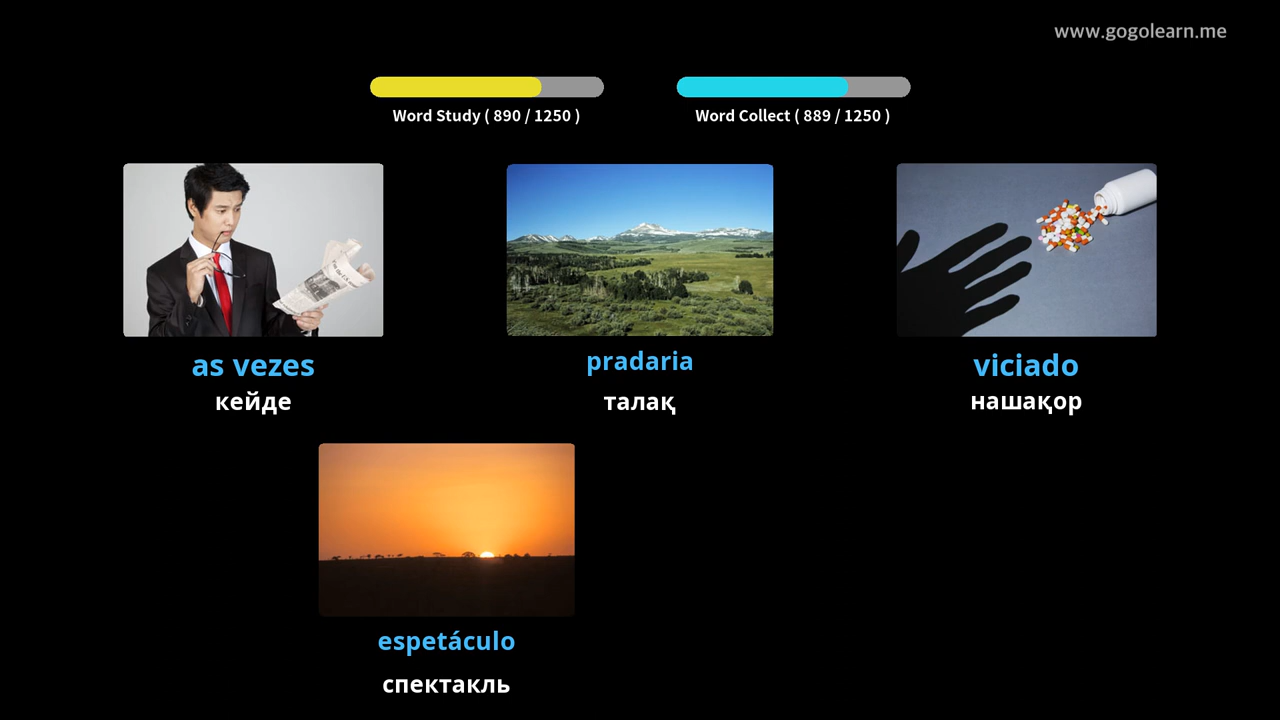 www.gogolearn.me
Word Study ( 890 / 1250 )
Word Collect ( 889 / 1250 )
as vezes
кейде
pradaria
талақ
viciado
нашақор
espetáculo
спектакль